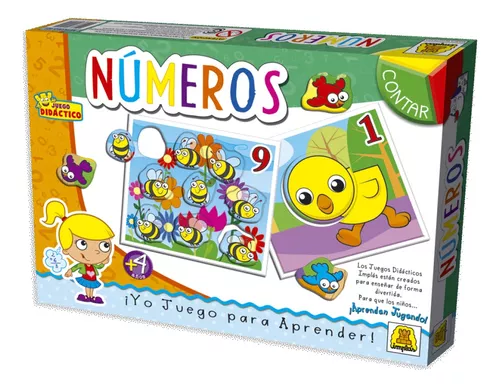 NÚMEROS
JUEGO
DIDÁCTICO
CONTAR
9
1
NÚMEROS
+4
Los Juegos Didácticos
Implás están creados
para enseñar de forma
divertida.
Para que los niños...
¡Aprendan Jugando!
¡Yo Juego para Aprender!
Implás